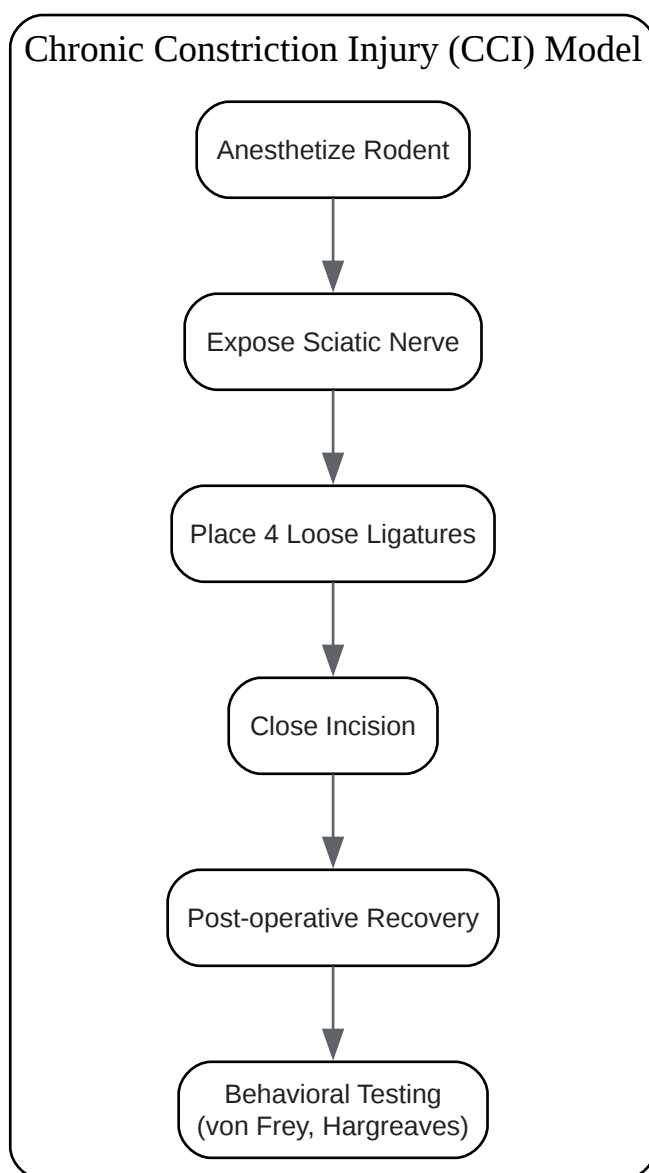 Chronic Constriction Injury (CCI) Model
Anesthetize Rodent
Expose Sciatic Nerve
Place 4 Loose Ligatures
Close Incision
Post-operative Recovery
Behavioral Testing
(von Frey, Hargreaves)